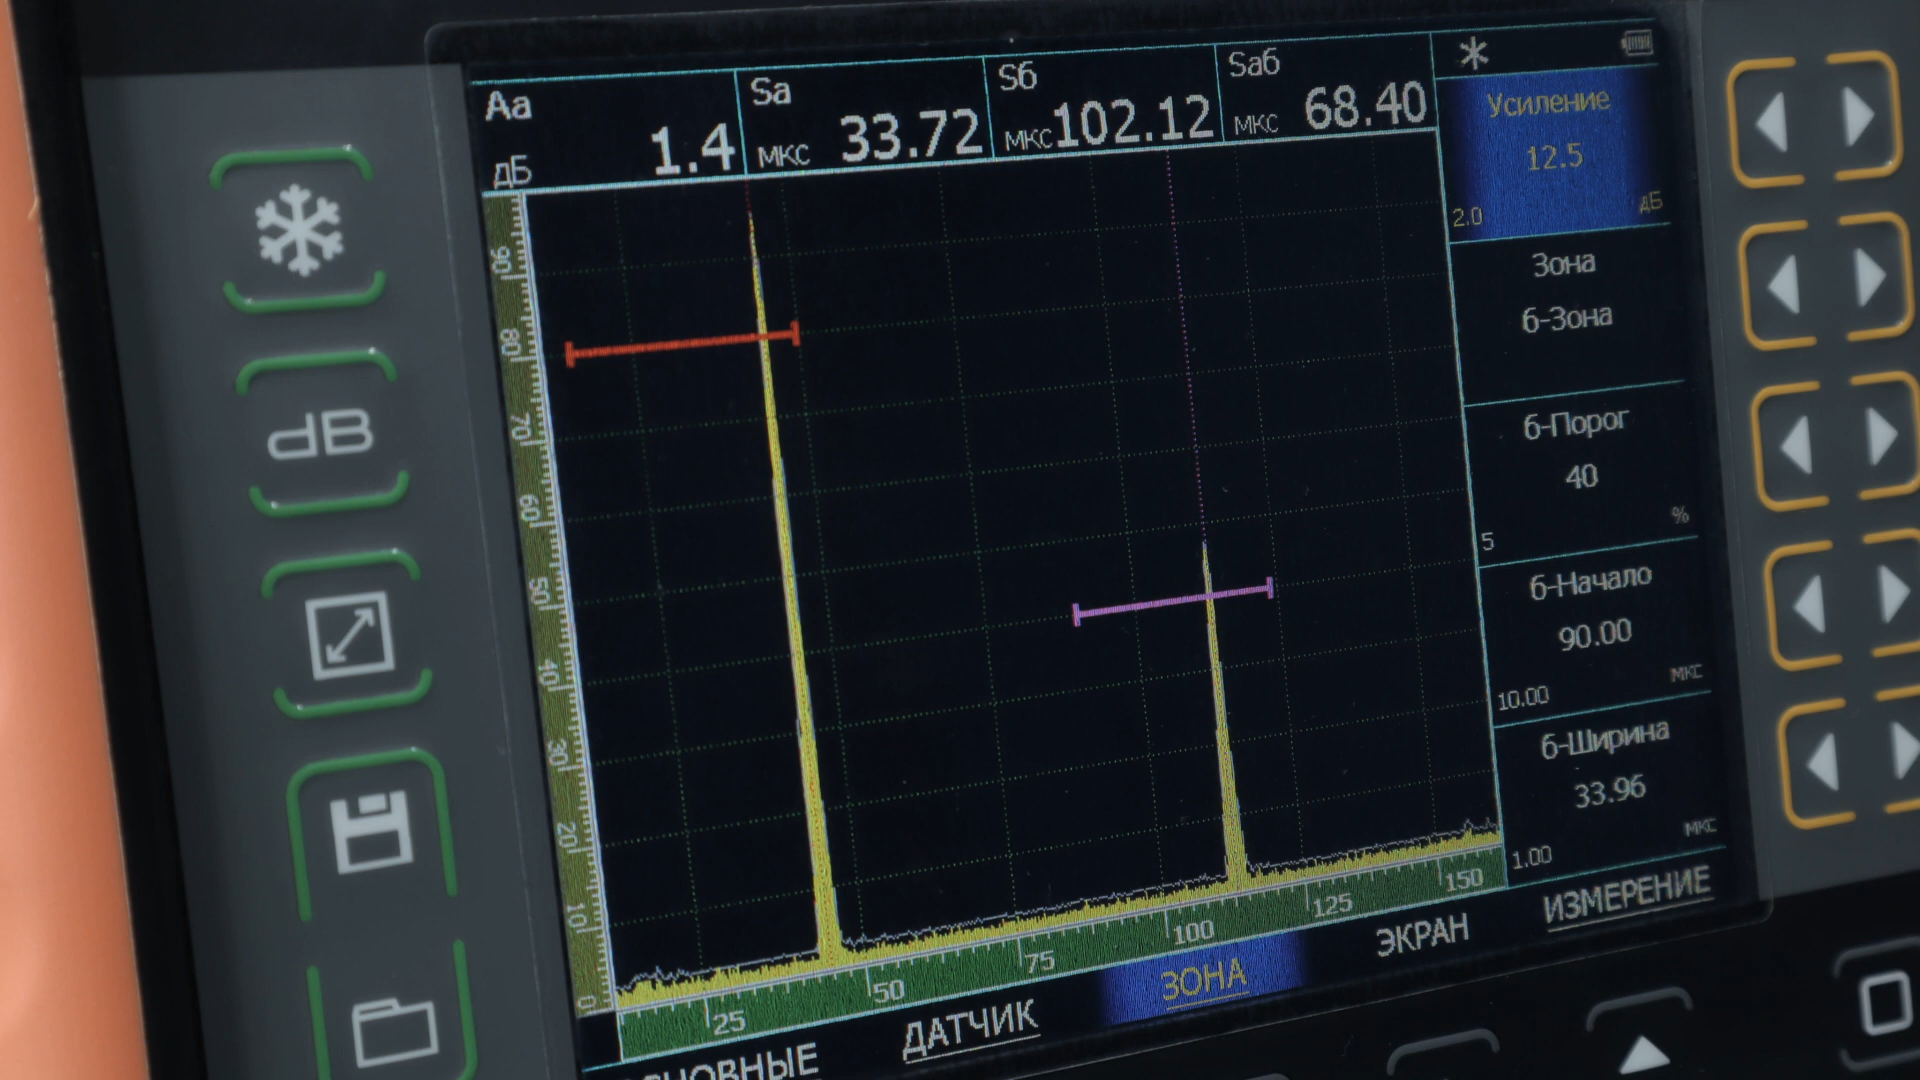 Aa
дБ 1.4
Sa
мкс 33.72
Sб
мкс 102.12
Saб
мкс 68.40
Усиление
12.5
2.0 дБ
Зона
б-Зона
б-Порог
40
%
5
б-Начало
90.00
мкс
10.00
б-Ширина
33.96
мкс
1.00
dB
90
80
70
60
50
40
30
20
10
0
25 50 75 100 125 150
ДАТЧИК ЗОНА ЭКРАН ИЗМЕРЕНИЕ